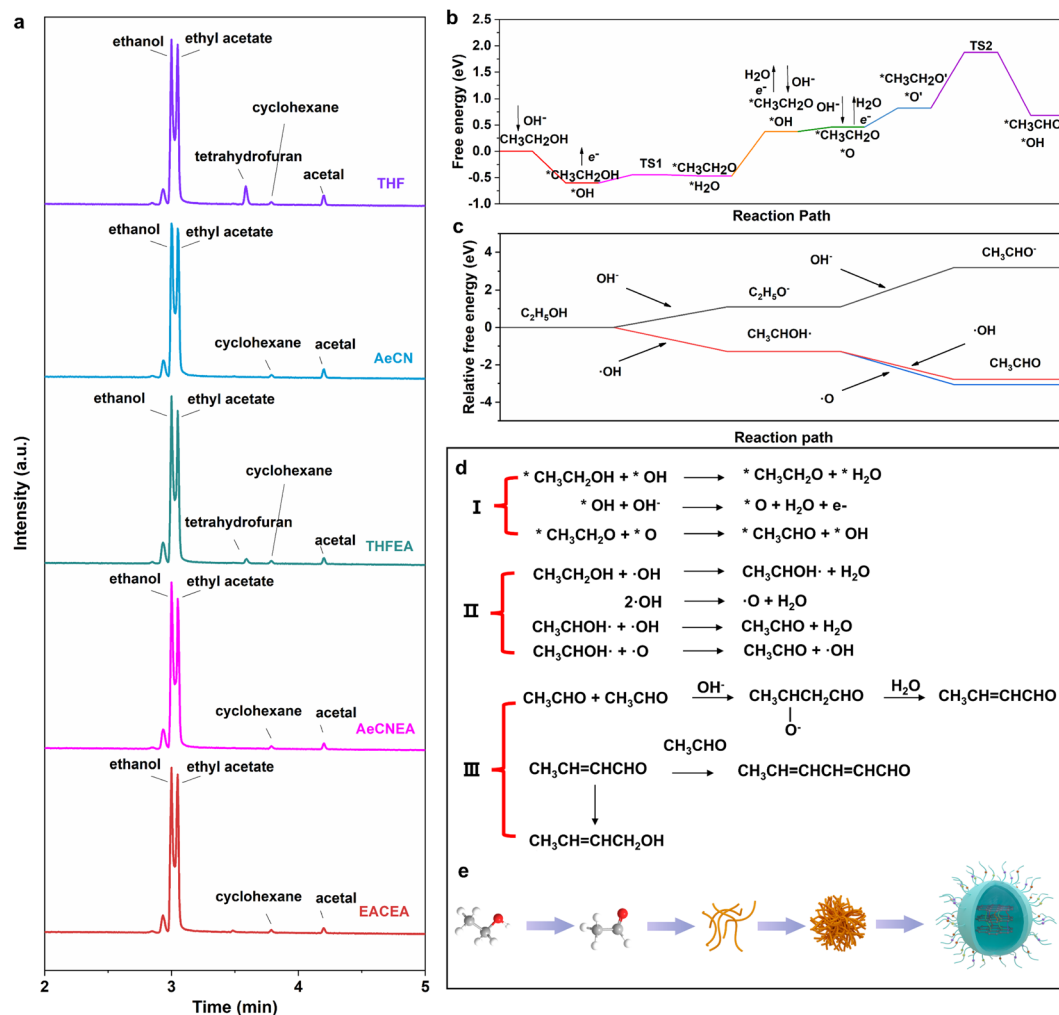 a
ethanol
ethyl acetate
cyclohexane
tetrahydrofuran
acetal
THF
ethanol
ethyl acetate
cyclohexane
acetal
AeCN
ethanol
ethyl acetate
cyclohexane
tetrahydrofuran
acetal
THFEA
ethanol
ethyl acetate
cyclohexane
acetal
AeCNEA
ethanol
ethyl acetate
cyclohexane
acetal
EACEA
Intensity (a.u.)
2 3 4 5
Time (min)
b
Free energy (eV)
2.5
2.0
1.5
1.0
0.5
0.0
-0.5
-1.0
OH⁻
*CH3CH2OH
e⁻
*CH3CH2OH
*OH
TS1
*CH3CH2O
*H2O
H2O OH⁻
e⁻
*CH3CH2O
*OH
OH⁻ H2O
e⁻
*CH3CH2O
*O
*CH3CH2O'
*O'
TS2
*CH3CHO
*OH
Reaction Path
c
Relative free energy (eV)
4
2
0
-2
-4
C₂H₅OH
OH⁻
C₂H₅O⁻
OH⁻
CH₃CHO⁻
·OH
CH₃CHOH·
·OH
·O
CH₃CHO
Reaction path
d
I
* CH₃CH₂OH + * OH → * CH₃CH₂O + * H₂O
* OH + OH⁻ → * O + H₂O + e-
* CH₃CH₂O + * O → * CH₃CHO + * OH
II
CH₃CH₂OH + ·OH → CH₃CHOH· + H₂O
2·OH → ·O + H₂O
CH₃CHOH· + ·OH → CH₃CHO + H₂O
CH₃CHOH· + ·O → CH₃CHO + ·OH
III
CH₃CHO + CH₃CHO OH⁻ → CH₃CHCH₂CHO H₂O → CH₃CH=CHCHO
O⁻
CH₃CHO
CH₃CH=CHCHO → CH₃CH=CHCH=CHCHO
CH₃CH=CHCH₂OH
e